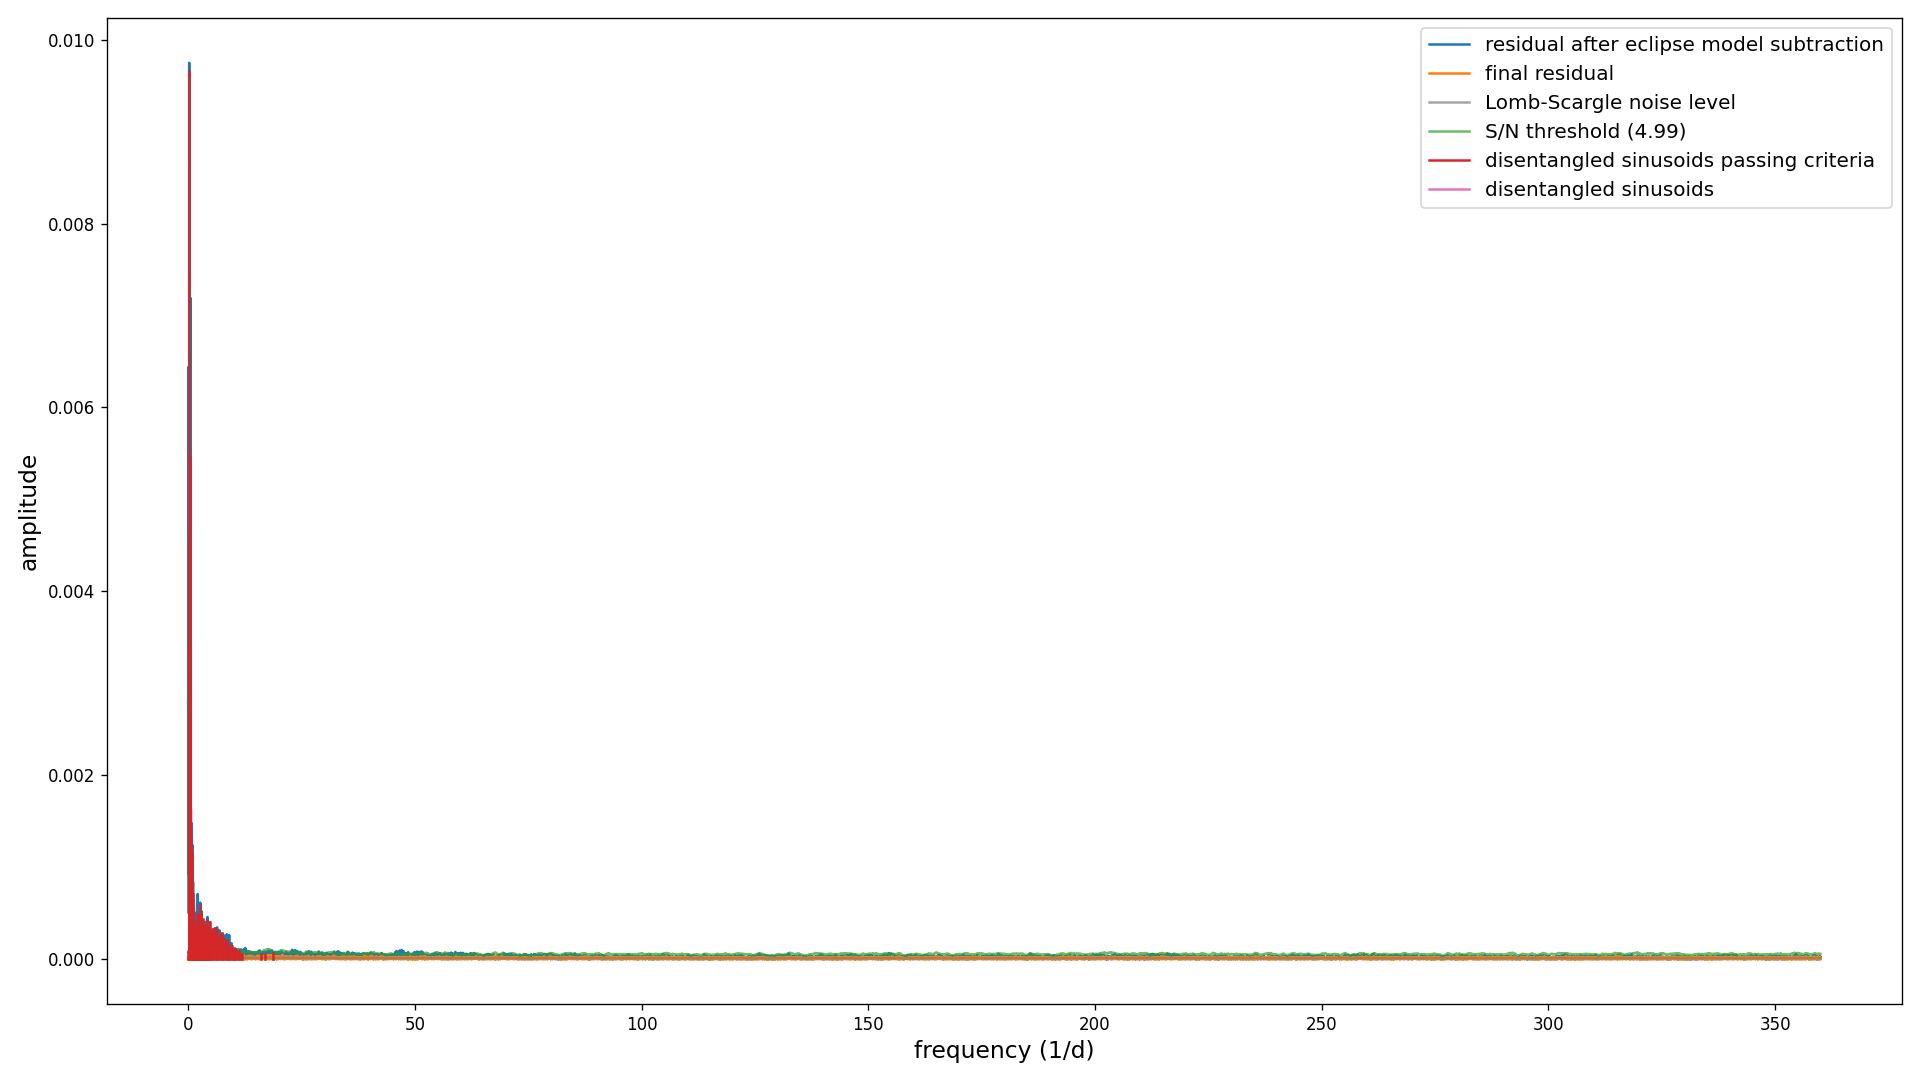 residual after eclipse model subtraction
final residual
Lomb-Scargle noise level
S/N threshold (4.99)
disentangled sinusoids passing criteria
disentangled sinusoids
0.010
0.008
0.006
0.004
0.002
0.000
amplitude
0 50 100 150 200 250 300 350
frequency (1/d)